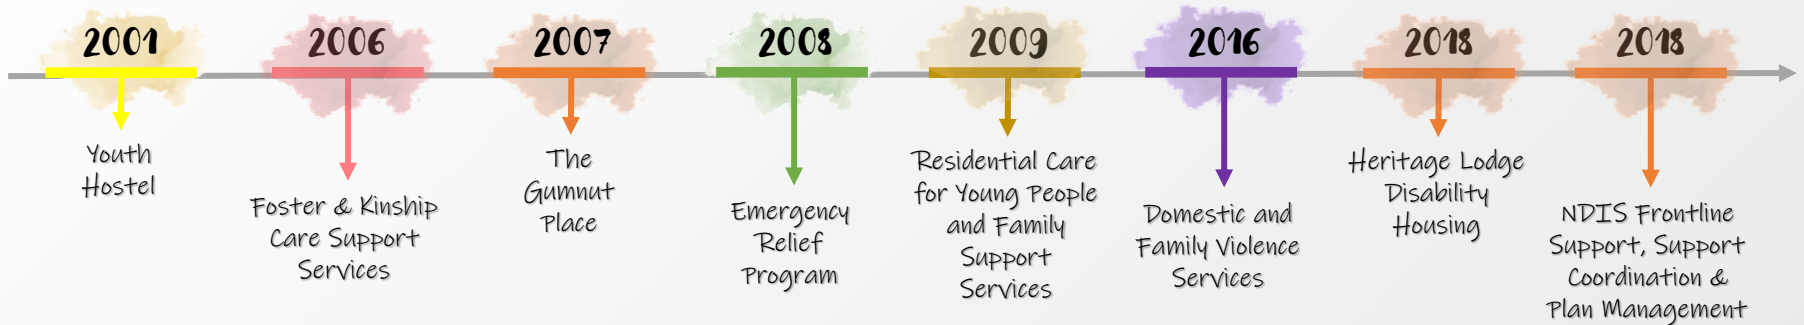 2001
Youth
Hostel
2006
Foster & Kinship
Care Support
Services
2007
The
Gumnut
Place
2008
Emergency
Relief
Program
2009
Residential Care
for Young People
and Family
Support
Services
2016
Domestic and
Family Violence
Services
2018
Heritage Lodge
Disability
Housing
2018
NDIS Frontline
Support, Support
Coordination &
Plan Management